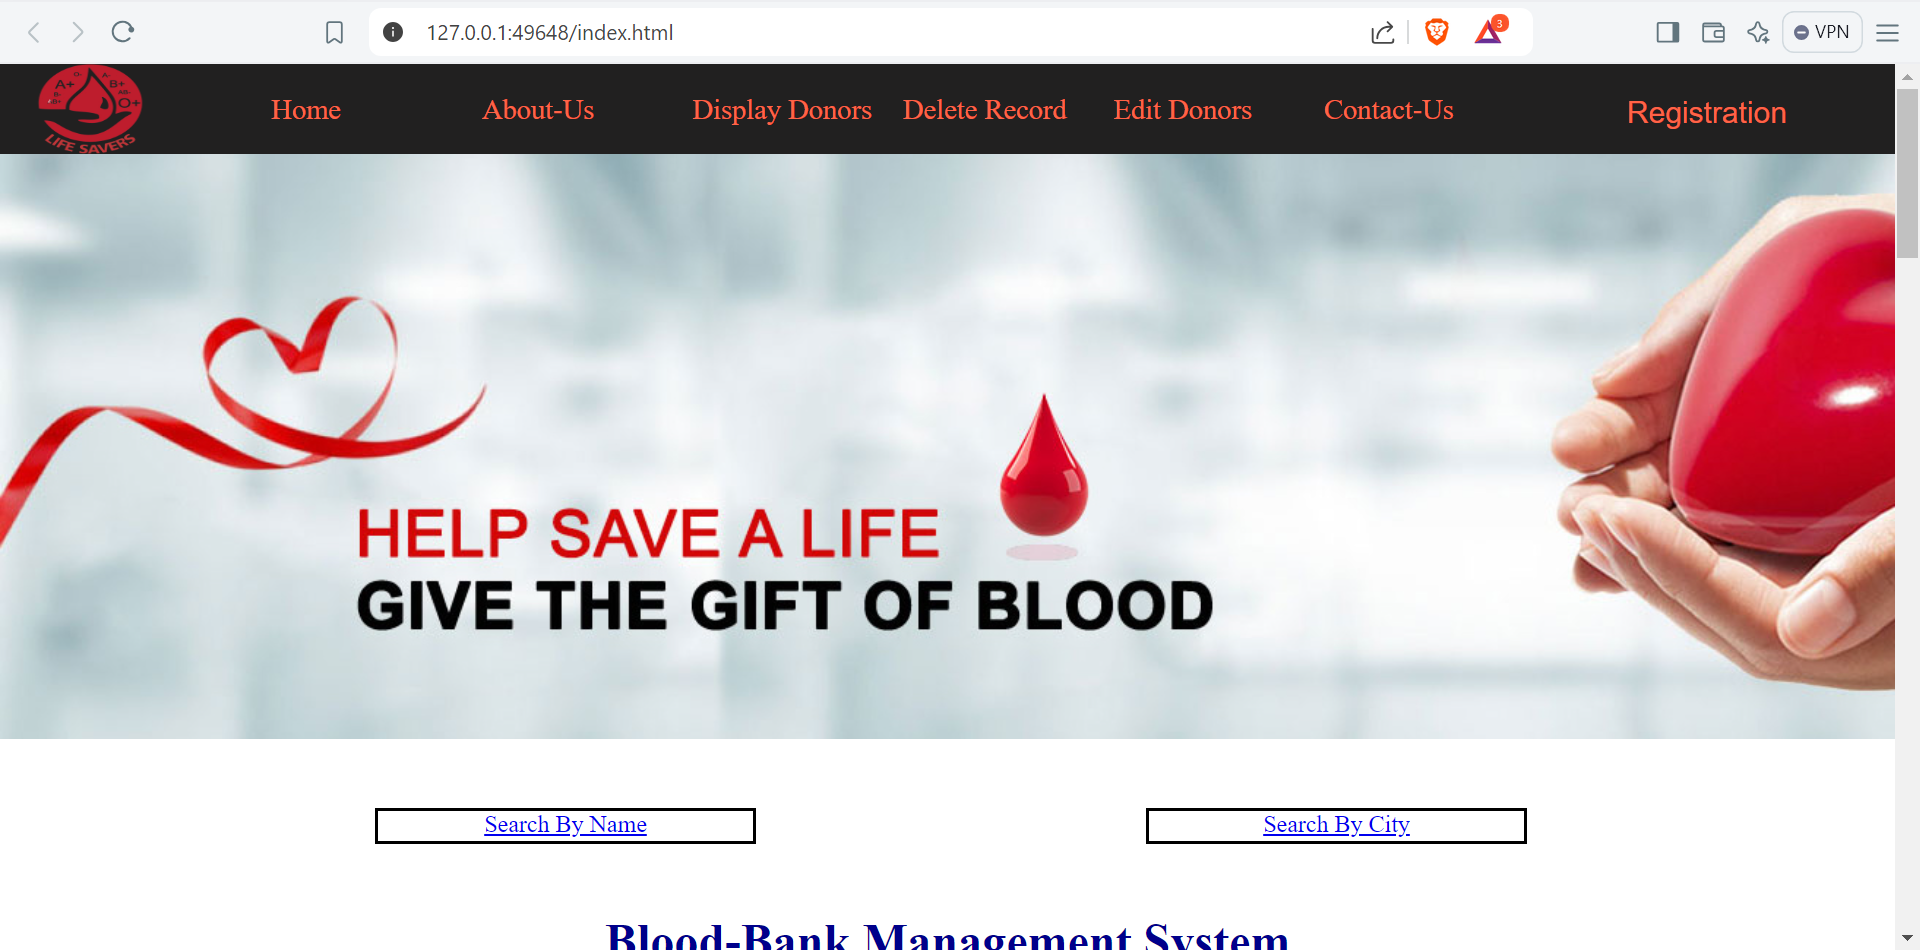 127.0.0.1:49648/index.html
3
VPN
A+ B+
O+
LIFE SAVERS
Home About-Us Display Donors Delete Record Edit Donors Contact-Us Registration
HELP SAVE A LIFE
GIVE THE GIFT OF BLOOD
Search By Name Search By City
Blood-Bank Management System